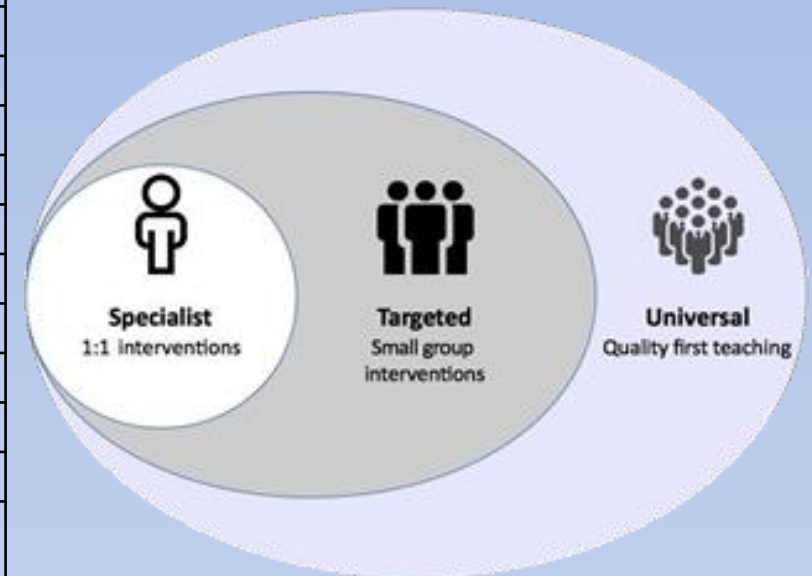 Specialist
1:1 interventions
Targeted
Small group
interventions
Universal
Quality first teaching